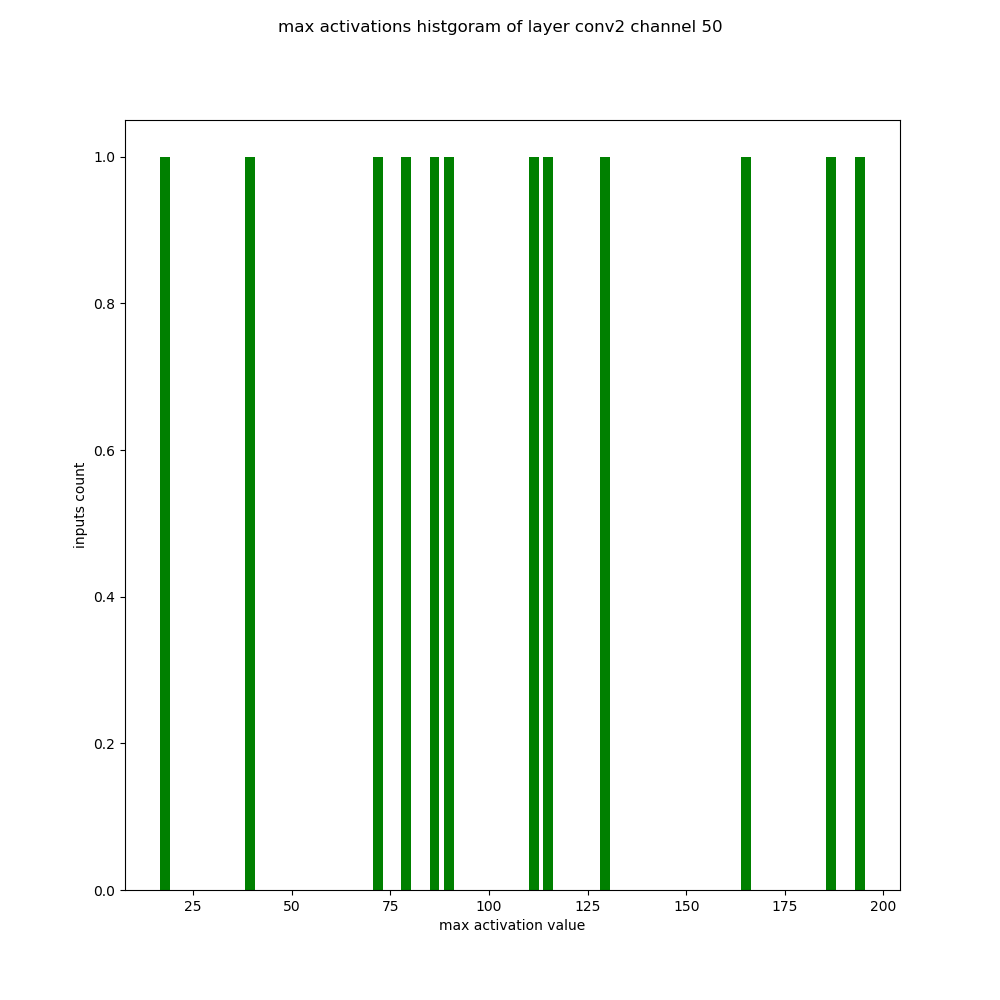 max activations histgoram of layer conv2 channel 50
1.0
0.8
0.6
0.4
0.2
0.0
inputs count
25 50 75 100 125 150 175 200
max activation value